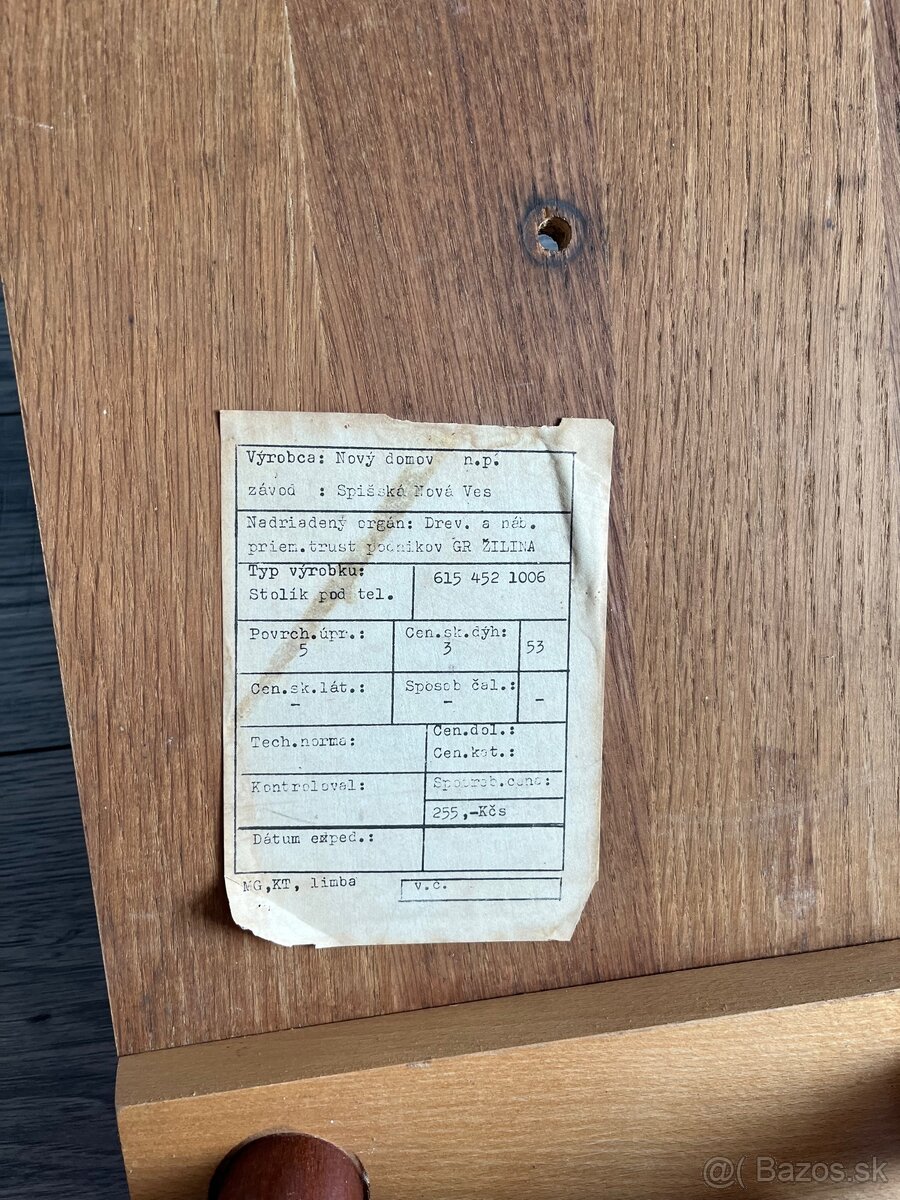 Výrobca: Nový domov n.p.
závod : Spišská Nová Ves
Nadriadený orgán: Drev. a náb.
priem.trust podnikov GR ŽILINA
Typ výrobku: 615 452 1006
Stolík pod tel.
Povrch.úpr.: Cen.sk.dýh:
5 3 53
Cen.sk.lát.: Sposob čal.:
- - -
Cen.dol.:
Tech.norma:
Cen.kat.:
Kontroloval: Spotreb.cena:
255,-Kčs
Dátum exped.:
MG,KT, limba v.č.
@( Bazos.sk